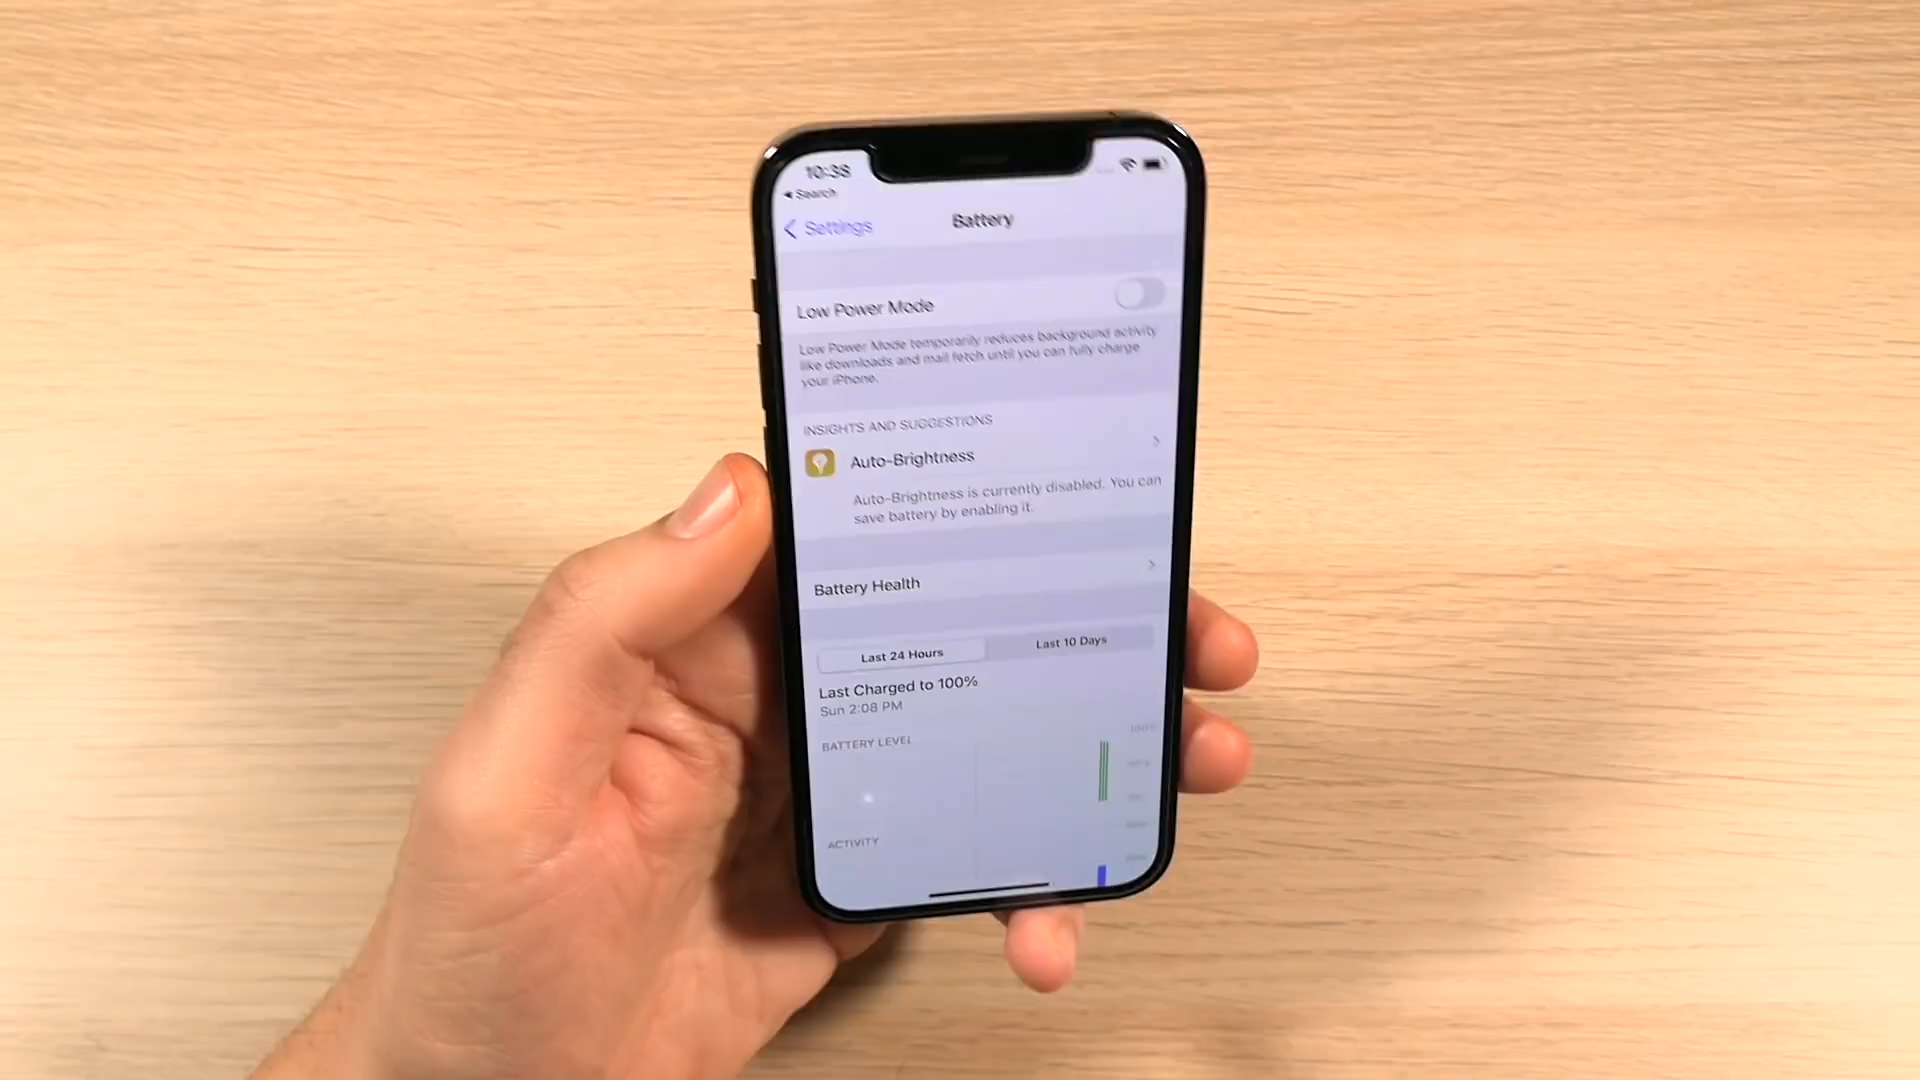 10:38
◀ Search
Settings
Battery
Low Power Mode
Low Power Mode temporarily reduces background activity
like downloads and mail fetch until you can fully charge
your iPhone.
INSIGHTS AND SUGGESTIONS
Auto-Brightness
Auto-Brightness is currently disabled. You can
save battery by enabling it.
Battery Health
Last 24 Hours
Last 10 Days
Last Charged to 100%
Sun 2:08 PM
BATTERY LEVEL
100%
ACTIVITY